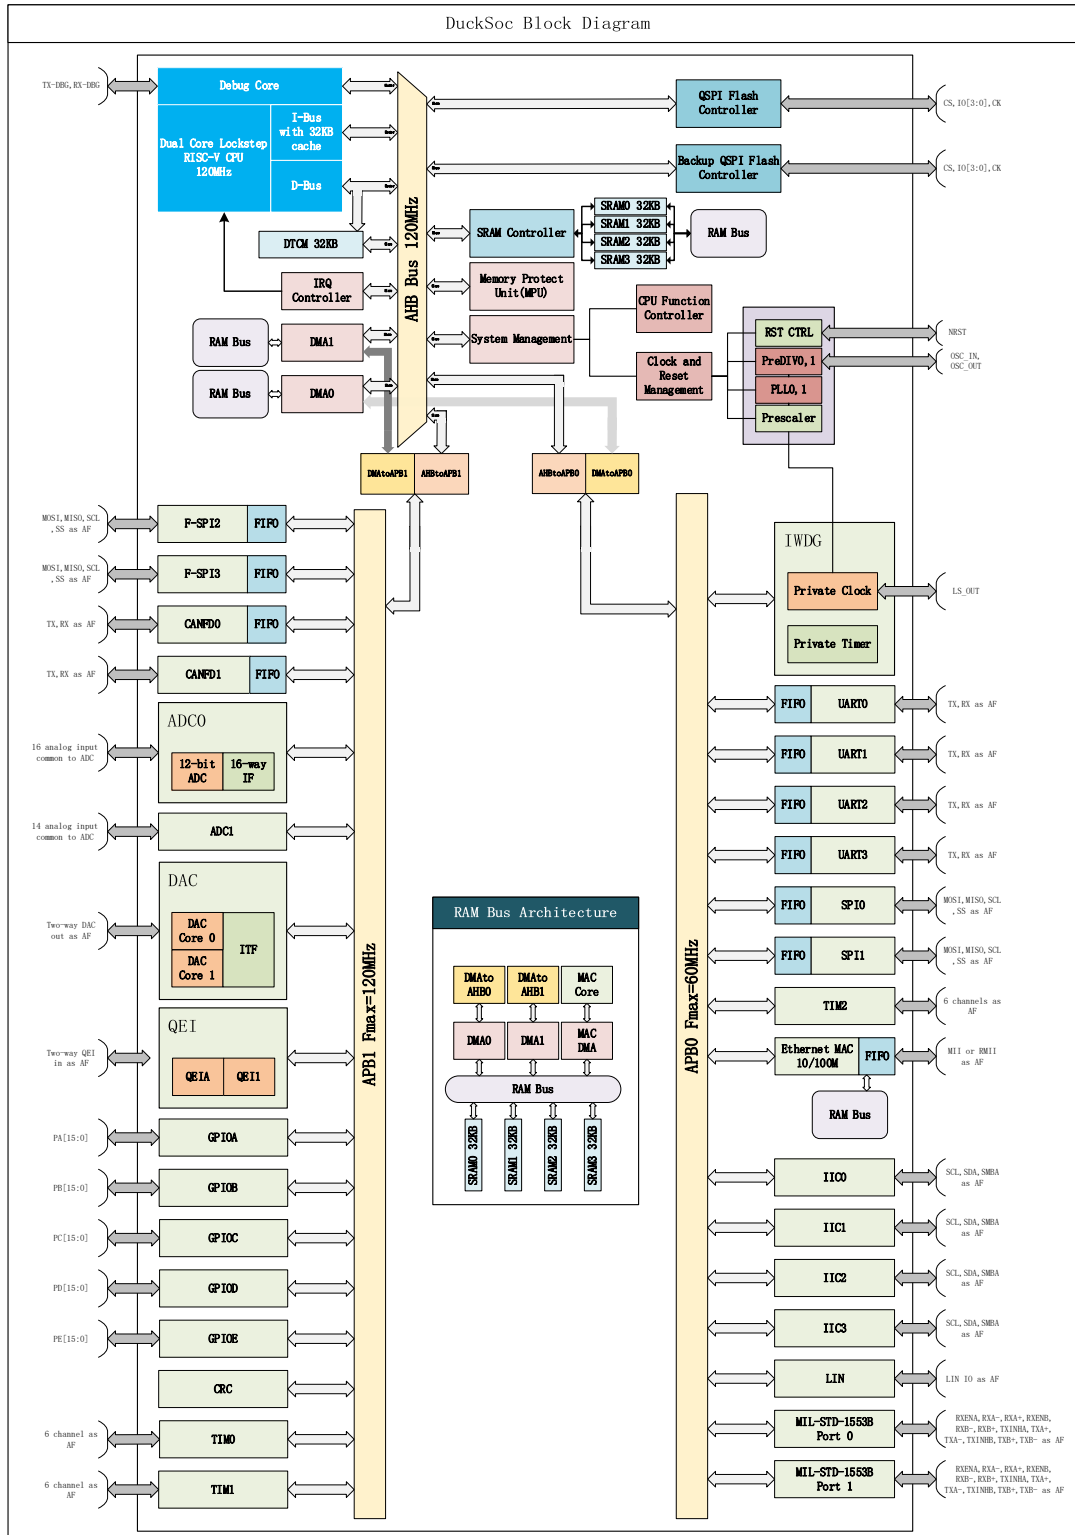 DuckSoc Block Diagram
TX-DBG,RX-DBG
Debug Core
Dual Core Lockstep
RISC-V CPU
120MHz
I-Bus
with 32KB
cache
D-Bus
DTCM 32KB
IRQ
Controller
RAM Bus
DMA1
RAM Bus
DMA0
AHB Bus 120MHz
QSPI Flash
Controller
CS,IO[3:0],CK
Backup QSPI Flash
Controller
CS,IO[3:0],CK
SRAM Controller
SRAM0 32KB
SRAM1 32KB
SRAM2 32KB
SRAM3 32KB
RAM Bus
Memory Protect
Unit(MPU)
System Management
CPU Function
Controller
Clock and
Reset
Management
RST CTRL
PreDIV0,1
PLL0,1
Prescaler
NRST
OSC_IN,
OSC_OUT
DMAtoAPB1
AHBtoAPB1
AHBtoAPB0
DMAtoAPB0
MOSI,MISO,SCL
,SS as AF
F-SPI2
FIFO
MOSI,MISO,SCL
,SS as AF
F-SPI3
FIFO
TX,RX as AF
CANFD0
FIFO
TX,RX as AF
CANFD1
FIFO
ADC0
16 analog input
common to ADC
12-bit
ADC
16-way
IF
14 analog input
common to ADC
ADC1
DAC
Two-way DAC
out as AF
DAC
Core 0
DAC
Core 1
ITF
QEI
Two-way QEI
in as AF
QEIA
QEI1
PA[15:0]
GPIOA
PB[15:0]
GPIOB
PC[15:0]
GPIOC
PD[15:0]
GPIOD
PE[15:0]
GPIOE
CRC
6 channel as
AF
TIM0
6 channel as
AF
TIM1
APB1 Fmax=120MHz
RAM Bus Architecture
DMAto
AHB0
DMAto
AHB1
MAC
Core
DMA0
DMA1
MAC
DMA
RAM Bus
SRAM0 32KB
SRAM1 32KB
SRAM2 32KB
SRAM3 32KB
APB0 Fmax=60MHz
IWDG
Private Clock
LS_OUT
Private Timer
FIFO
UART0
TX,RX as AF
FIFO
UART1
TX,RX as AF
FIFO
UART2
TX,RX as AF
FIFO
UART3
TX,RX as AF
FIFO
SPI0
MOSI,MISO,SCL
,SS as AF
FIFO
SPI1
MOSI,MISO,SCL
,SS as AF
TIM2
6 channels as
AF
Ethernet MAC
10/100M
FIFO
MII or RMII
as AF
RAM Bus
IIC0
SCL,SDA,SMBA
as AF
IIC1
SCL,SDA,SMBA
as AF
IIC2
SCL,SDA,SMBA
as AF
IIC3
SCL,SDA,SMBA
as AF
LIN
LIN IO as AF
MIL-STD-1553B
Port 0
RXENA,RXA-,RXA+,RXENB,
RXB-,RXB+,TXINHA,TXA+,
TXA-,TXINHB,TXB+,TXB- as AF
MIL-STD-1553B
Port 1
RXENA,RXA-,RXA+,RXENB,
RXB-,RXB+,TXINHA,TXA+,
TXA-,TXINHB,TXB+,TXB- as AF